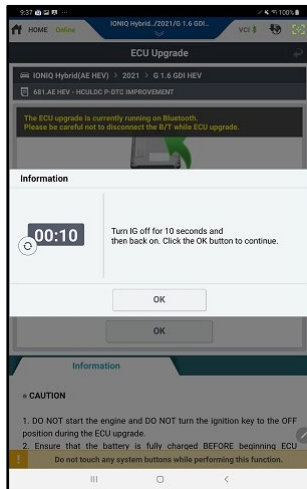 9:37
100%
HOME Online
IONIQ Hybrid../2021/G 1.6 GDI..
VCI
ECU Upgrade
IONIQ Hybrid(AE HEV) > 2021 > G 1.6 GDI HEV
681.AE HEV - HCULDC P-DTC IMPROVEMENT
The ECU upgrade is currently running on Bluetooth.
Please be careful not to disconnect the B/T while ECU upgrade.
Information
00:10
Turn IG off for 10 seconds and
then back on. Click the OK button to continue.
OK
OK
Information
CAUTION
1. DO NOT start the engine and DO NOT turn the ignition key to the OFF
position during the ECU upgrade.
2. Ensure that the battery is fully charged BEFORE beginning ECU
Do not touch any system buttons while performing this function.